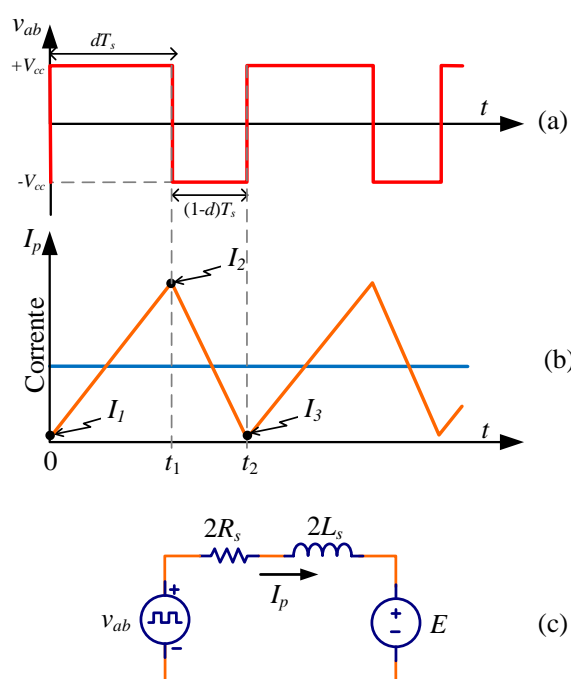 v_ab
dT_s
+V_cc
t
(a)
-V_cc
(1-d)T_s
I_p
I_2
Corrente
(b)
I_1
I_3
t
0
t_1
t_2
2R_s
2L_s
I_p
+
v_ab
−
+
−
E
(c)